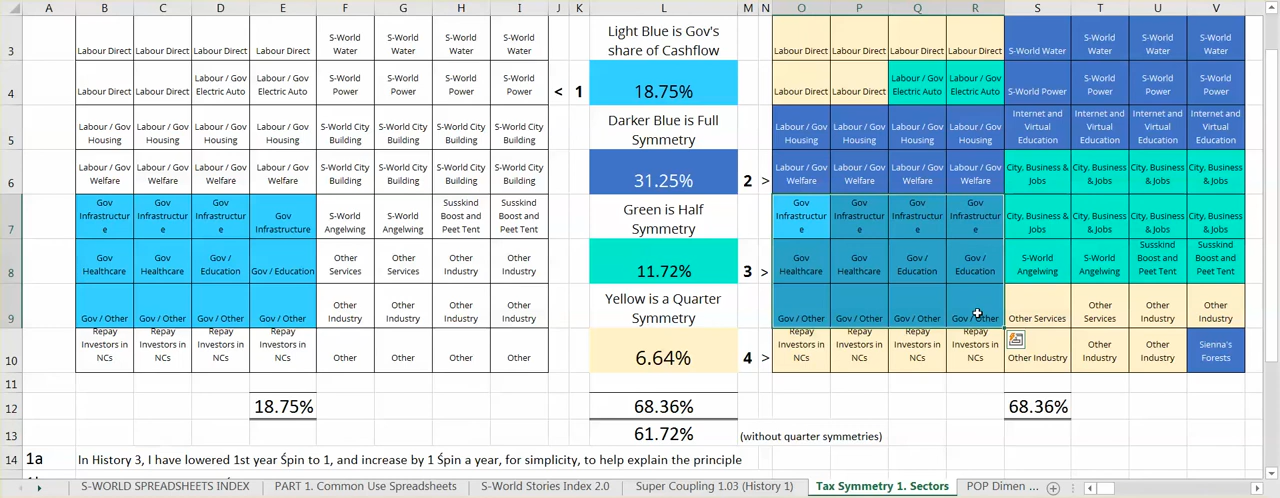 A B C D E F G H I J K L M N O P Q R S T U V
3 Labour Direct Labour Direct Labour Direct Labour Direct S-World Water S-World Water S-World Water S-World Water Light Blue is Gov's share of Cashflow Labour Direct Labour Direct Labour Direct Labour Direct S-World Water S-World Water S-World Water S-World Water
4 Labour Direct Labour Direct Labour / Gov Electric Auto Labour / Gov Electric Auto S-World Power S-World Power S-World Power S-World Power < 1 18.75% Labour Direct Labour Direct Labour / Gov Electric Auto Labour / Gov Electric Auto S-World Power S-World Power S-World Power S-World Power
5 Labour / Gov Housing Labour / Gov Housing Labour / Gov Housing Labour / Gov Housing S-World City Building S-World City Building S-World City Building S-World City Building Darker Blue is Full Symmetry Labour / Gov Housing Labour / Gov Housing Labour / Gov Housing Labour / Gov Housing Internet and Virtual Education Internet and Virtual Education Internet and Virtual Education Internet and Virtual Education
6 Labour / Gov Welfare Labour / Gov Welfare Labour / Gov Welfare Labour / Gov Welfare S-World City Building S-World City Building S-World City Building S-World City Building 31.25% 2 > Labour / Gov Welfare Labour / Gov Welfare Labour / Gov Welfare Labour / Gov Welfare City, Business & Jobs City, Business & Jobs City, Business & Jobs City, Business & Jobs
7 Gov Infrastructur e Gov Infrastructur e Gov Infrastructur e Gov Infrastructure S-World Angelwing S-World Angelwing Susskind Boost and Peet Tent Susskind Boost and Peet Tent Green is Half Symmetry Gov Infrastructur e Gov Infrastructur e Gov Infrastructur e Gov Infrastructur e City, Business & Jobs City, Business & Jobs City, Business & Jobs City, Business & Jobs
8 Gov Healthcare Gov Healthcare Gov / Education Gov / Education Other Services Other Services Other Industry Other Industry 11.72% 3 > Gov Healthcare Gov Healthcare Gov / Education Gov / Education S-World Angelwing S-World Angelwing Susskind Boost and Peet Tent Susskind Boost and Peet Tent
9 Gov / Other Gov / Other Gov / Other Gov / Other Other Services Other Services Other Industry Other Industry Yellow is a Quarter Symmetry Gov / Other Gov / Other Gov / Other Gov / Other Other Services Other Services Other Industry Other Industry
10 Repay Investors in NCs Repay Investors in NCs Repay Investors in NCs Repay Investors in NCs Other Other Other Other 6.64% 4 > Repay Investors in NCs Repay Investors in NCs Repay Investors in NCs Repay Investors in NCs Other Industry Other Industry Other Industry Sienna's Forests
11
12 18.75% 68.36% 68.36%
13 61.72% (without quarter symmetries)
14 1a In History 3, I have lowered 1st year Śpin to 1, and increase by 1 Śpin a year, for simplicity, to help explain the principle
S-WORLD SPREADSHEETS INDEX PART 1. Common Use Spreadsheets S-World Stories Index 2.0 Super Coupling 1.03 (History 1) Tax Symmetry 1. Sectors POP Dimen ...